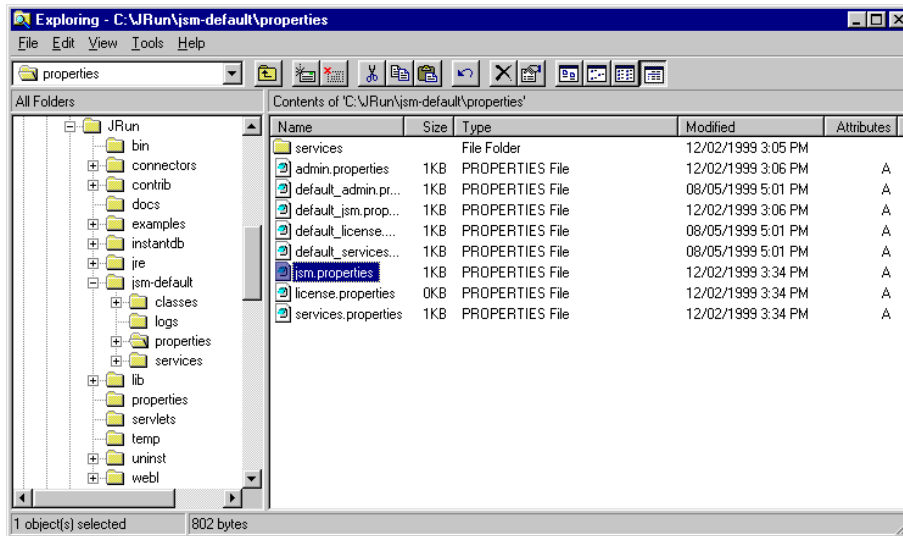 Exploring - C:\JRun\jsm-default\properties
File Edit View Tools Help
properties
All Folders
Contents of 'C:\JRun\jsm-default\properties'
JRun
bin
connectors
contrib
docs
examples
instantdb
jre
jsm-default
classes
logs
properties
services
lib
properties
servlets
temp
uninst
webl
Name Size Type Modified Attributes
services File Folder 12/02/1999 3:05 PM
admin.properties 1KB PROPERTIES File 12/02/1999 3:06 PM A
default_admin.pr... 1KB PROPERTIES File 08/05/1999 5:01 PM A
default_jsm.prop... 1KB PROPERTIES File 12/02/1999 3:06 PM A
default_license.... 1KB PROPERTIES File 08/05/1999 5:01 PM A
default_services... 1KB PROPERTIES File 08/05/1999 5:01 PM A
jsm.properties 1KB PROPERTIES File 12/02/1999 3:34 PM A
license.properties 0KB PROPERTIES File 12/02/1999 3:34 PM A
services.properties 1KB PROPERTIES File 12/02/1999 3:34 PM A
1 object(s) selected 802 bytes